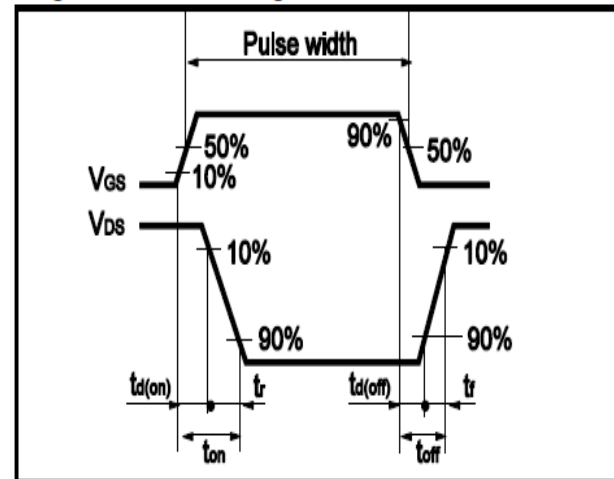 Pulse width
90%
50%
50%
10%
VGS
VDS
10%
10%
90%
90%
td(on)
tr
td(off)
tf
ton
toff